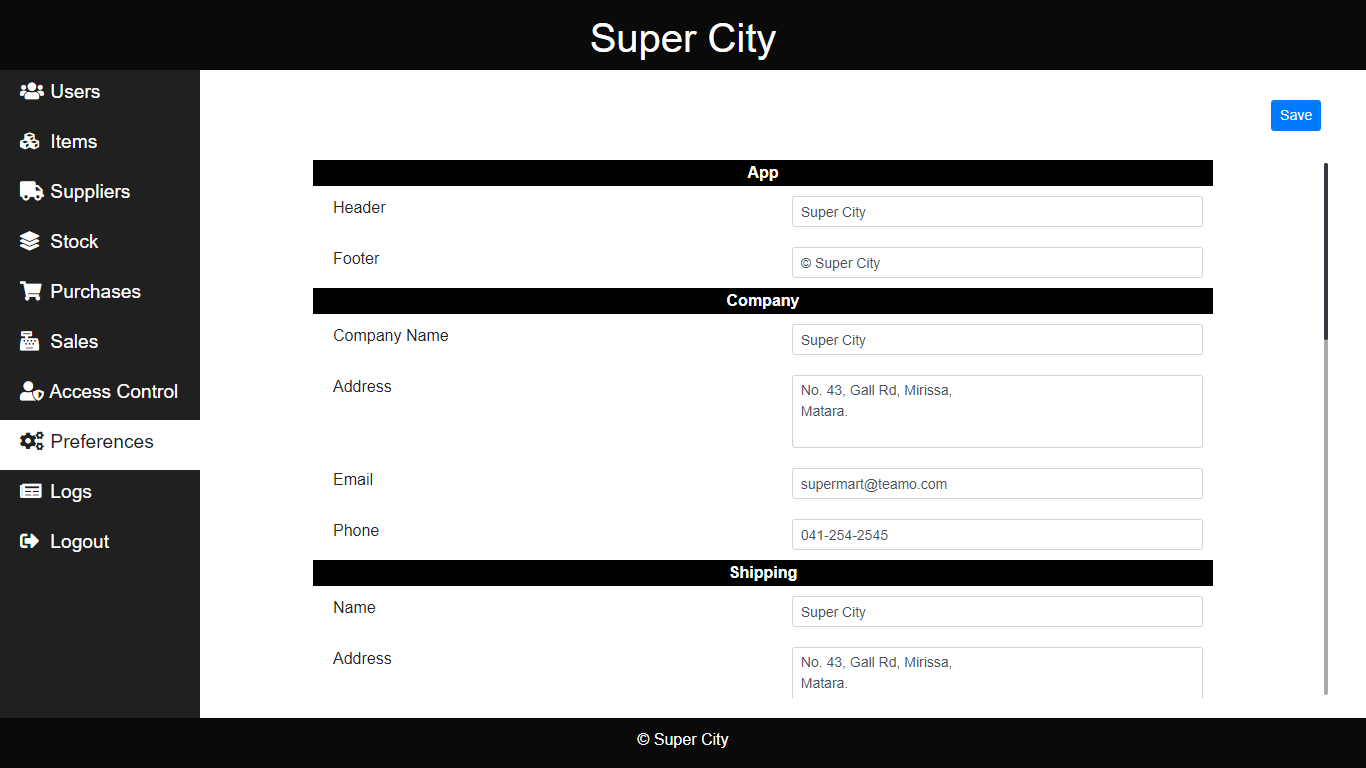 Super City
Users
Items
Suppliers
Stock
Purchases
Sales
Access Control
Preferences
Logs
Logout
Save
App
Header
Super City
Footer
© Super City
Company
Company Name
Super City
Address
No. 43, Gall Rd, Mirissa,
Matara.
Email
supermart@teamo.com
Phone
041-254-2545
Shipping
Name
Super City
Address
No. 43, Gall Rd, Mirissa,
Matara.
© Super City